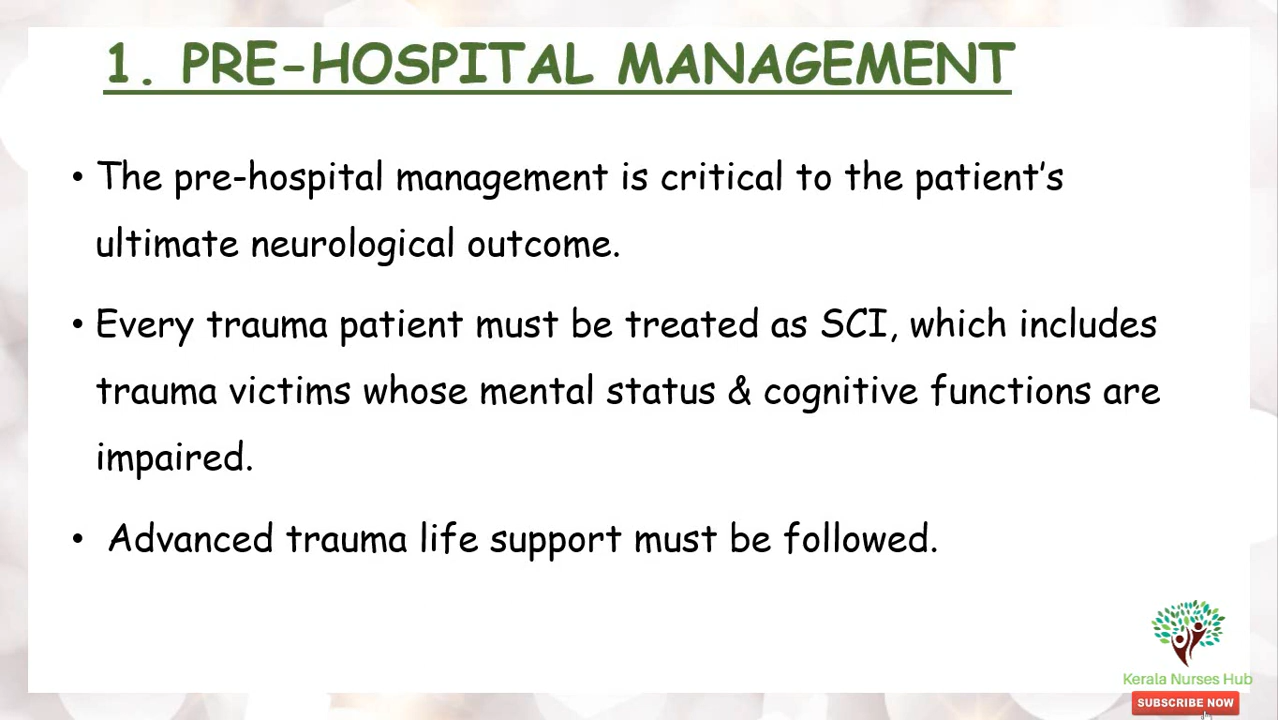 1. PRE-HOSPITAL MANAGEMENT
• The pre-hospital management is critical to the patient’s
ultimate neurological outcome.
• Every trauma patient must be treated as SCI, which includes
trauma victims whose mental status & cognitive functions are
impaired.
• Advanced trauma life support must be followed.
Kerala Nurses Hub
SUBSCRIBE NOW